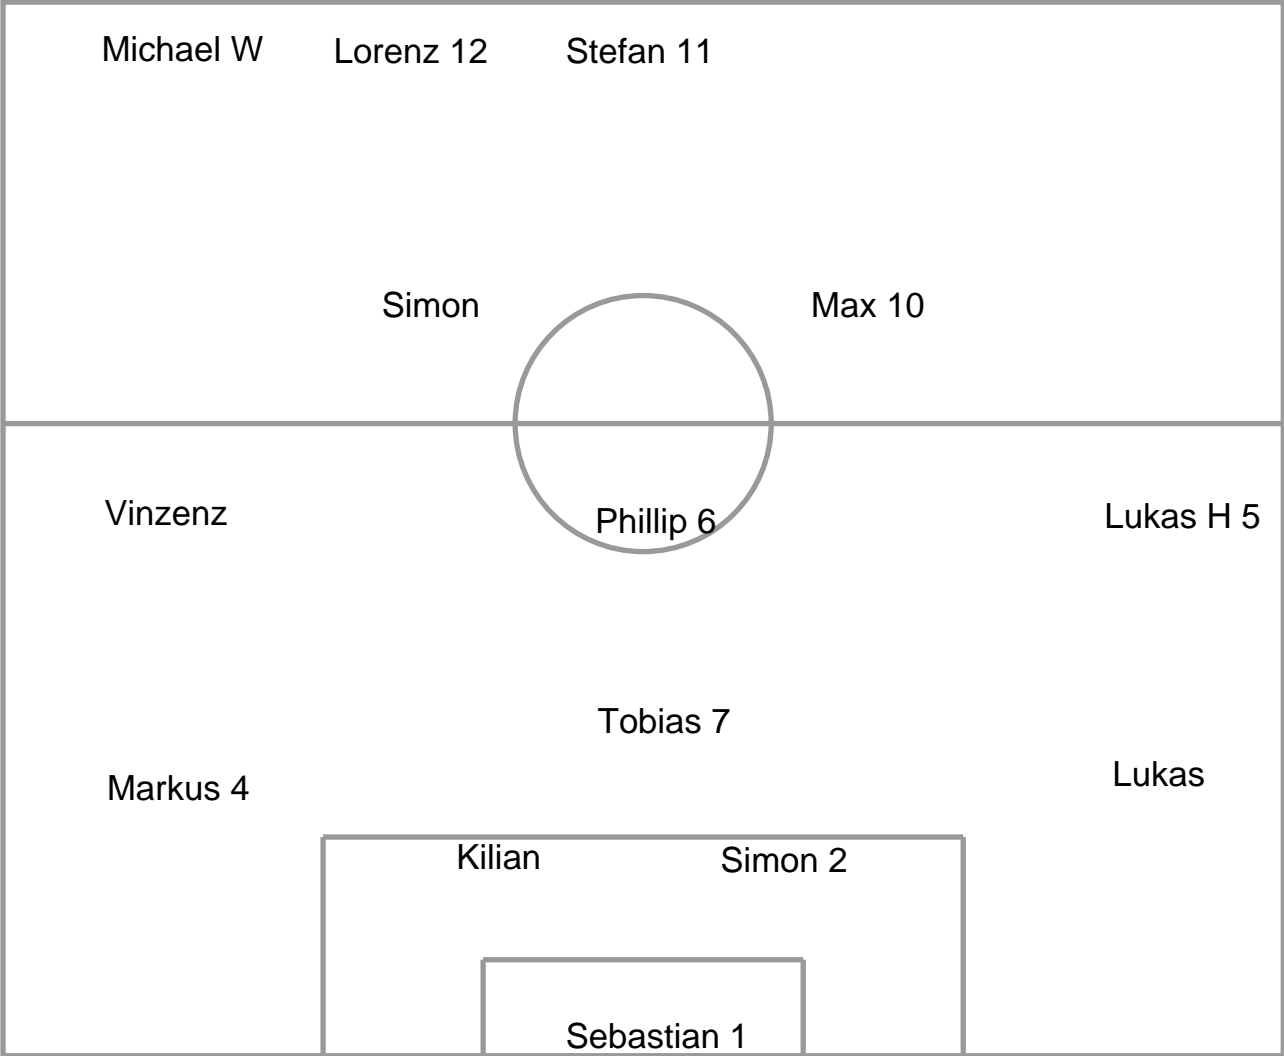 Michael W Lorenz 12 Stefan 11
Simon Max 10
Vinzenz Phillip 6 Lukas H 5
Tobias 7
Markus 4 Lukas
Kilian Simon 2
Sebastian 1